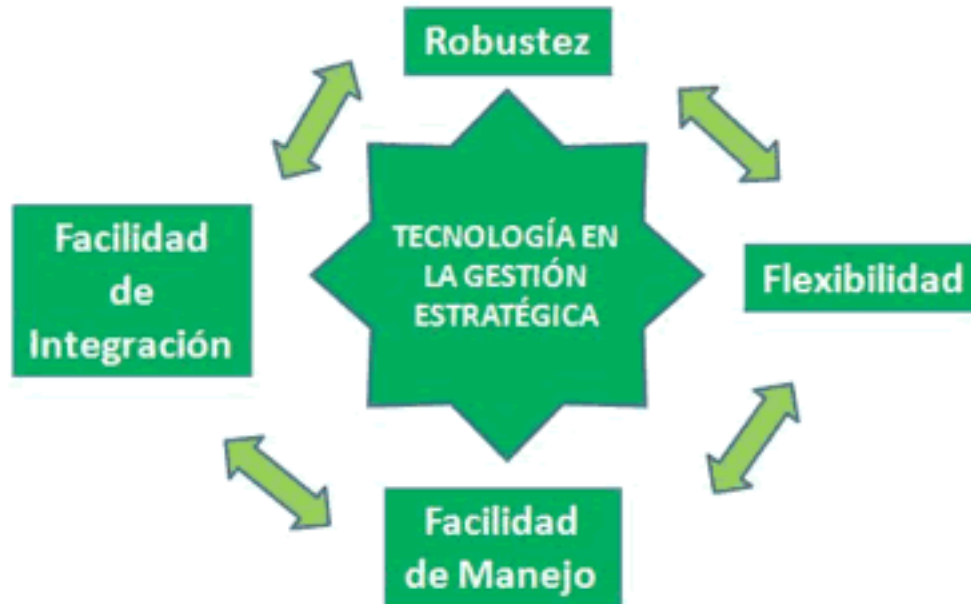 Robustez
Facilidad
de
Integración
TECNOLOGÍA EN
LA GESTIÓN
ESTRATÉGICA
Flexibilidad
Facilidad
de Manejo